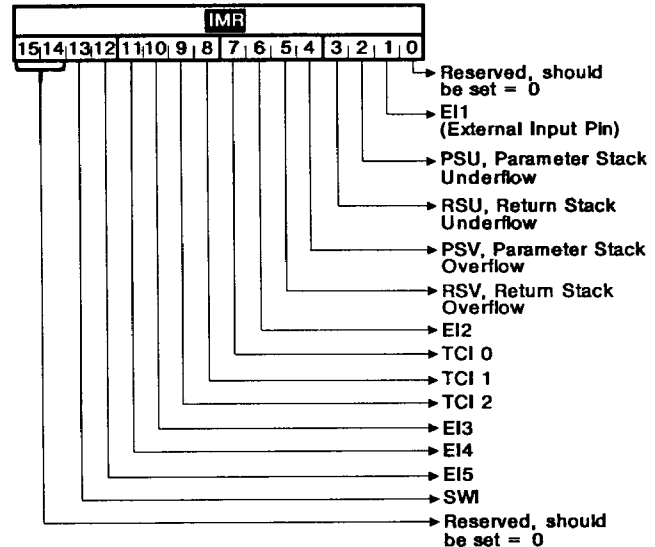 IMR
15 14 13 12 11 10 9 8 7 6 5 4 3 2 1 0
Reserved, should
be set = 0
EI1
(External Input Pin)
PSU, Parameter Stack
Underflow
RSU, Return Stack
Underflow
PSV, Parameter Stack
Overflow
RSV, Return Stack
Overflow
EI2
TCI 0
TCI 1
TCI 2
EI3
EI4
EI5
SWI
Reserved, should
be set = 0